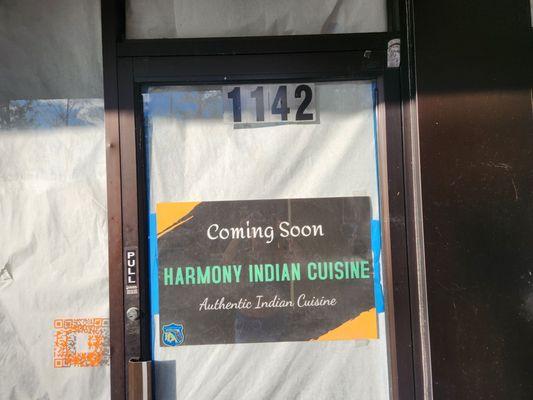 1142
Coming Soon
HARMONY INDIAN CUISINE
Authentic Indian Cuisine
PULL